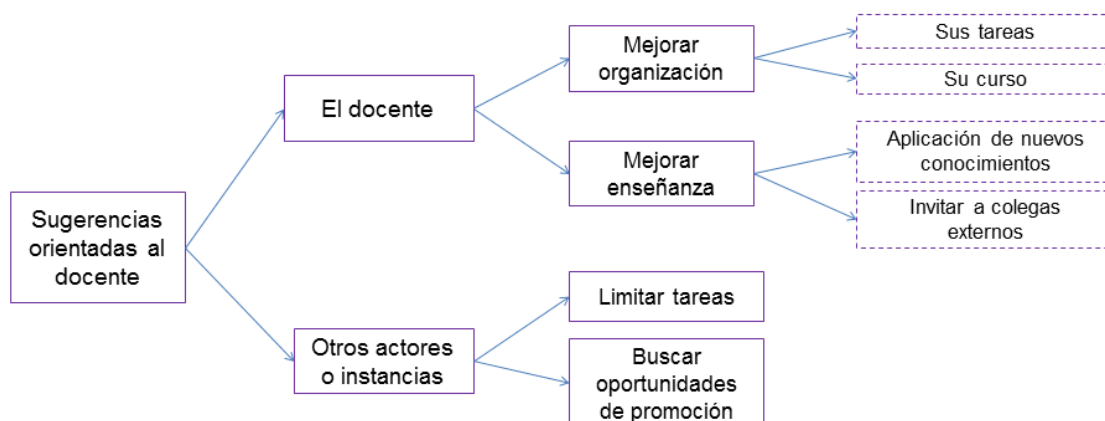 Sugerencias
orientadas al
docente
El docente
Otros actores
o instancias
Mejorar
organización
Mejorar
enseñanza
Limitar tareas
Buscar
oportunidades
de promoción
Sus tareas
Su curso
Aplicación de nuevos
conocimientos
Invitar a colegas
externos